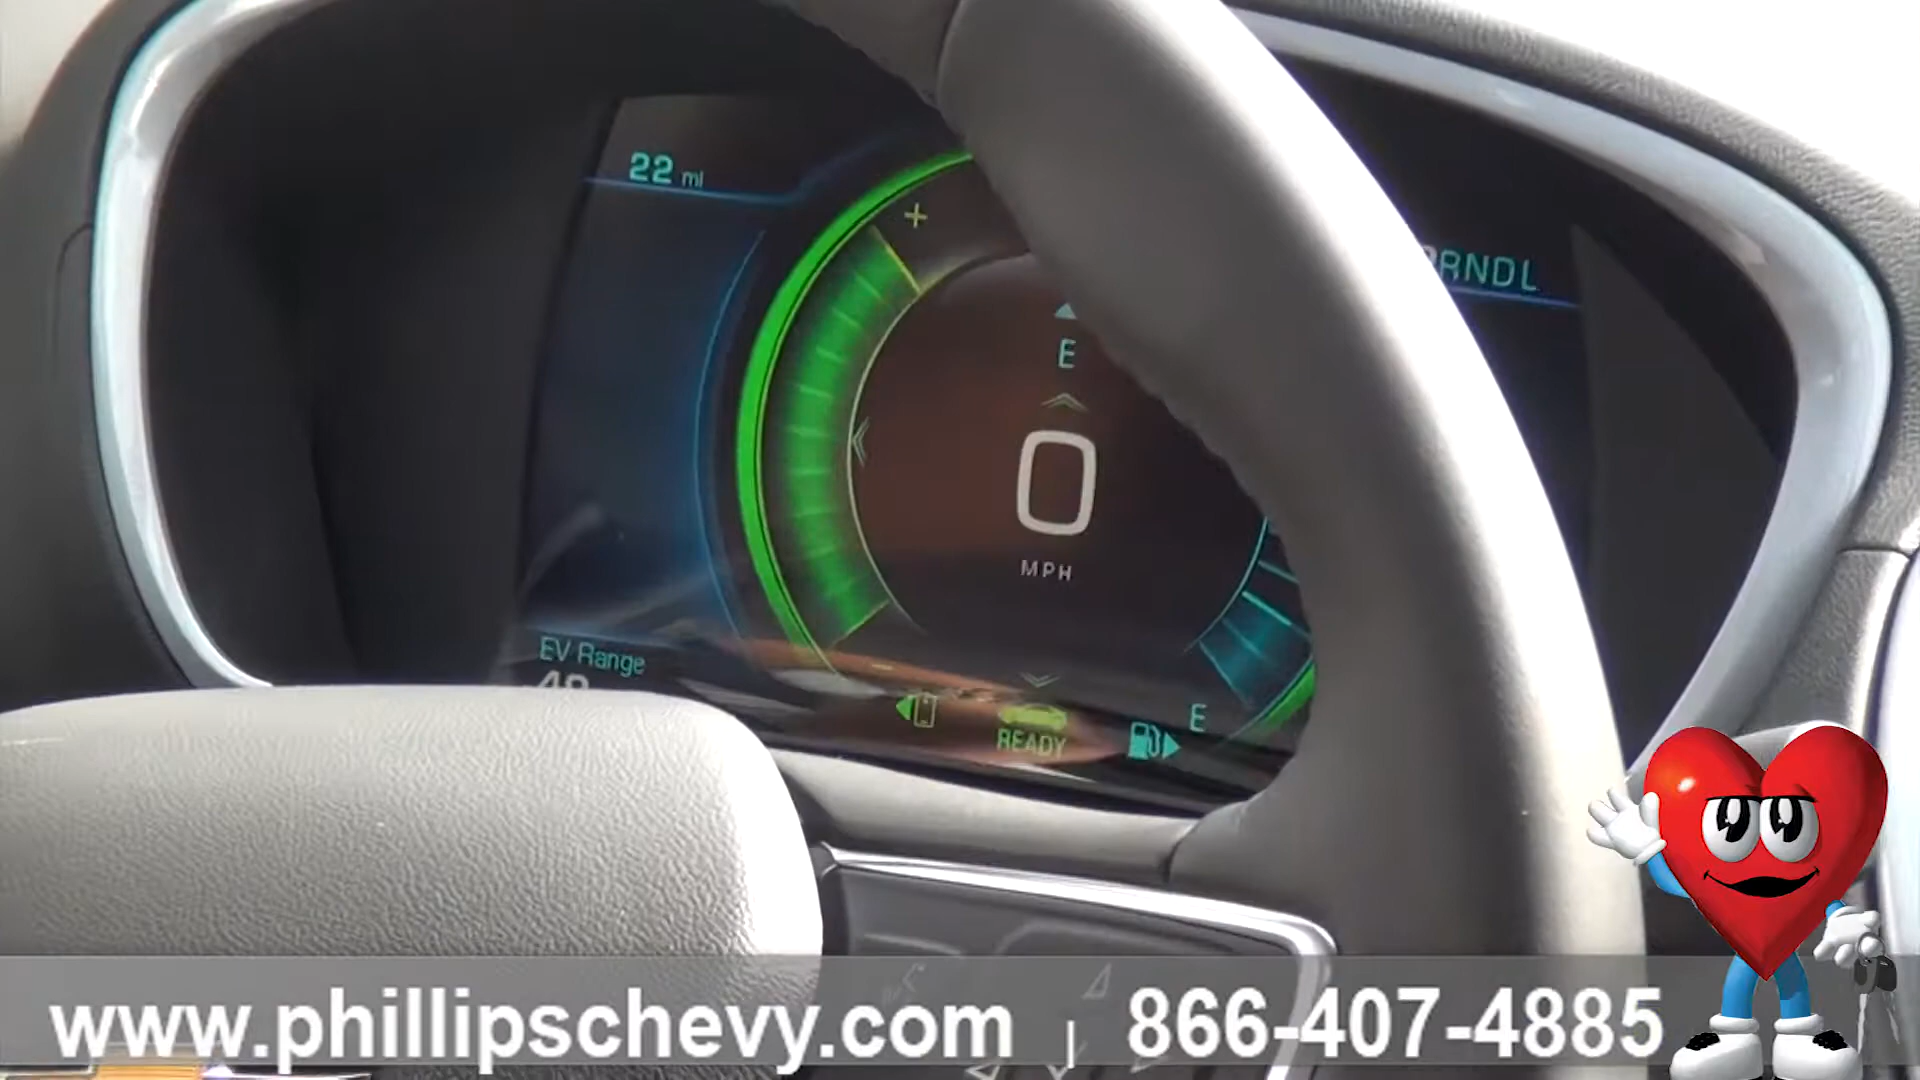 22 mi
RNDL
E
0
MPH
EV Range
READY
E
www.phillipschevy.com | 866-407-4885